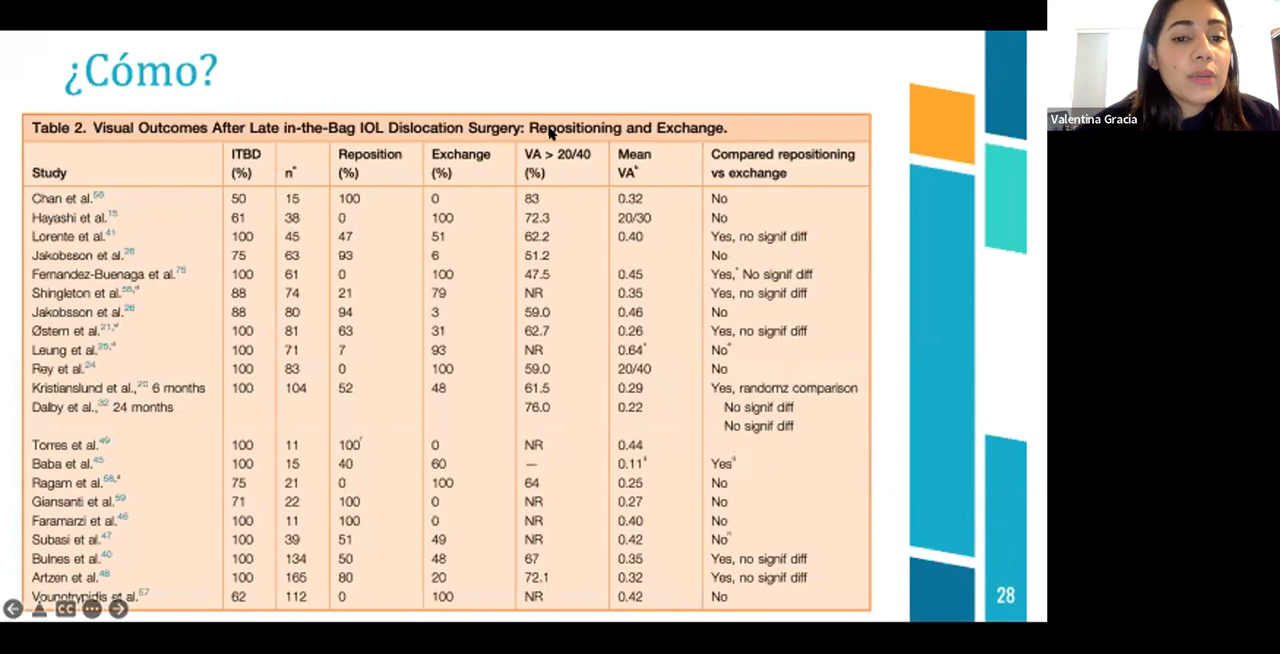 ¿Cómo?
Valentina Gracia
Table 2. Visual Outcomes After Late in-the-Bag IOL Dislocation Surgery: Repositioning and Exchange.
Study ITBD (%) n* Reposition (%) Exchange (%) VA > 20/40 (%) Mean VA Compared repositioning vs exchange
Chan et al. 50 15 100 0 83 0.32 No
Hayashi et al. 61 38 0 100 72.3 20/30 No
Lorente et al.41 100 45 47 51 62.2 0.40 Yes, no signif diff
Jakobsson et al. 75 63 93 6 51.2 No
Fernandez-Buenaga et al. 100 61 0 100 47.5 0.45 Yes, No signif diff
Shingleton et al. 88 74 21 79 NR 0.35 Yes, no signif diff
Jakobsson et al. 88 80 94 3 59.0 0.46 No
Østern et al. 100 81 63 31 62.7 0.26 Yes, no signif diff
Leung et al. 100 71 7 93 NR 0.64 No
Rey et al.24 100 83 0 100 59.0 20/40 No
Kristianslund et al., 6 months 100 104 52 48 61.5 0.29 Yes, randomz comparison
Dalby et al.,32 24 months 76.0 0.22 No signif diff
No signif diff
Torres et al.49 100 11 100 0 NR 0.44
Baba et al.45 100 15 40 60 — 0.11 Yes
Ragam et al. 75 21 0 100 64 0.25 No
Giansanti et al. 71 22 100 0 NR 0.27 No
Faramarzi et al.46 100 11 100 0 NR 0.40 No
Subasi et al.47 100 39 51 49 NR 0.42 No
Bulnes et al.40 100 134 50 48 67 0.35 Yes, no signif diff
Artzen et al.48 100 165 80 20 72.1 0.32 Yes, no signif diff
et al. 62 112 0 100 NR 0.42 No
CC
28